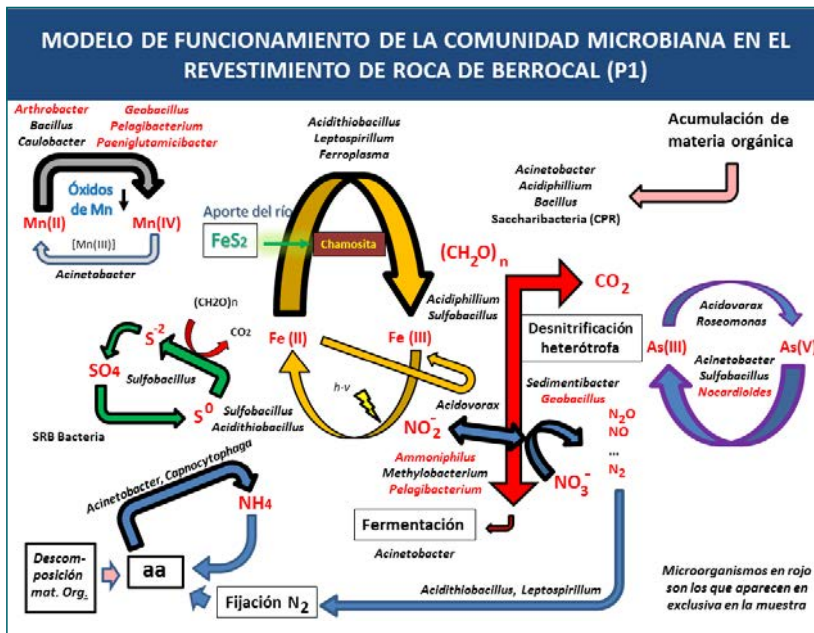 MODELO DE FUNCIONAMIENTO DE LA COMUNIDAD MICROBIANA EN EL
REVESTIMIENTO DE ROCA DE BERROCAL (P1)
Arthrobacter
Bacillus
Caulobacter
Geobacillus
Pelagibacterium
Paeniglutamicibacter
Óxidos
de Mn
Mn(II)
Mn(IV)
[Mn(III)]
Acinetobacter
Acidithiobacillus
Leptospirillum
Ferroplasma
Aporte del río
FeS2
Chamosita
Acumulación de
materia orgánica
Acinetobacter
Acidiphillium
Bacillus
Saccharibacteria (CPR)
(CH2O)n
CO2
Acidiphillium
Sulfobacillus
Fe (II)
Fe (III)
h·v
Acidovorax
Desnitrificación
heterótrofa
Acidovorax
Roseomonas
As(III)
As(V)
Acinetobacter
Sulfobacillus
Nocardioides
(CH2O)n
S-2
CO2
SO4
Sulfobacillus
S0
SRB Bacteria
Sulfobacillus
Acidithiobacillus
Sedimentibacter
Geobacillus
NO2-
N2O
NO
...
N2
NO3-
Ammoniphilus
Methylobacterium
Pelagibacterium
Fermentación
Acinetobacter
Acinetobacter, Capnocytophaga
NH4
Descom-
posición
mat. Org.
aa
Fijación N2
Acidithiobacillus, Leptospirillum
Microorganismos en rojo
son los que aparecen en
exclusiva en la muestra